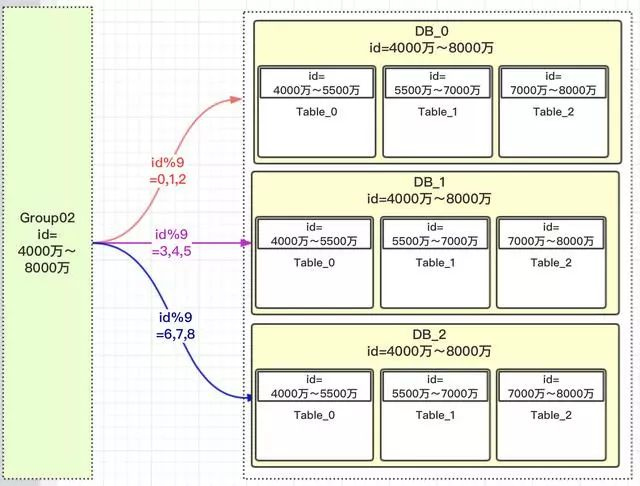 Group02
id=
4000万～
8000万
id%9
=0,1,2
id%9
=3,4,5
id%9
=6,7,8
DB_0
id=4000万～8000万
id=
4000万～5500万
Table_0
id=
5500万～7000万
Table_1
id=
7000万～8000万
Table_2
DB_1
id=4000万～8000万
id=
4000万～5500万
Table_0
id=
5500万～7000万
Table_1
id=
7000万～8000万
Table_2
DB_2
id=4000万～8000万
id=
4000万～5500万
Table_0
id=
5500万～7000万
Table_1
id=
7000万～8000万
Table_2